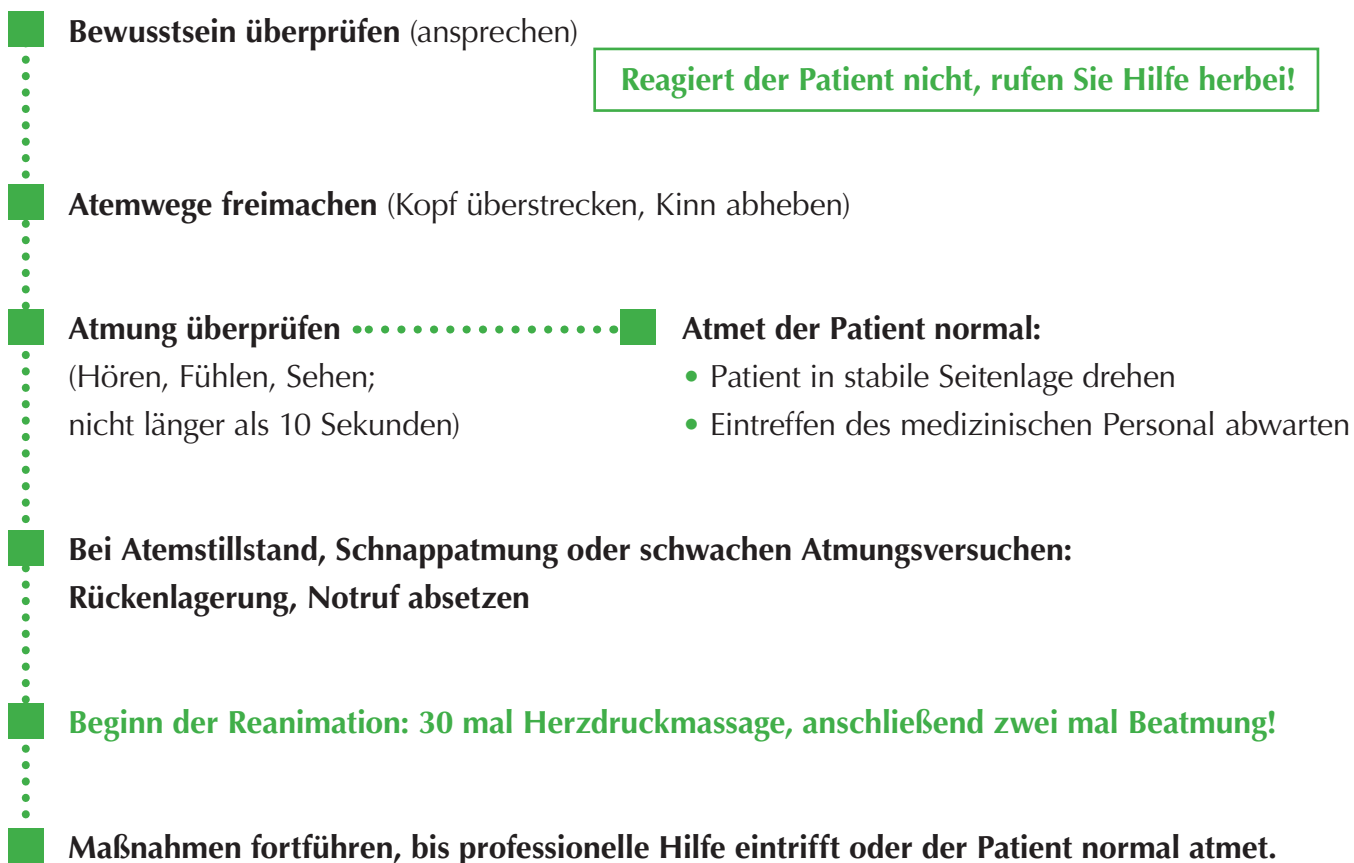 Bewusstsein überprüfen (ansprechen)
Reagiert der Patient nicht, rufen Sie Hilfe herbei!
Atemwege freimachen (Kopf überstrecken, Kinn abheben)
Atmung überprüfen
(Hören, Fühlen, Sehen;
nicht länger als 10 Sekunden)
Atmet der Patient normal:
• Patient in stabile Seitenlage drehen
• Eintreffen des medizinischen Personal abwarten
Bei Atemstillstand, Schnappatmung oder schwachen Atmungsversuchen:
Rückenlagerung, Notruf absetzen
Beginn der Reanimation: 30 mal Herzdruckmassage, anschließend zwei mal Beatmung!
Maßnahmen fortführen, bis professionelle Hilfe eintrifft oder der Patient normal atmet.